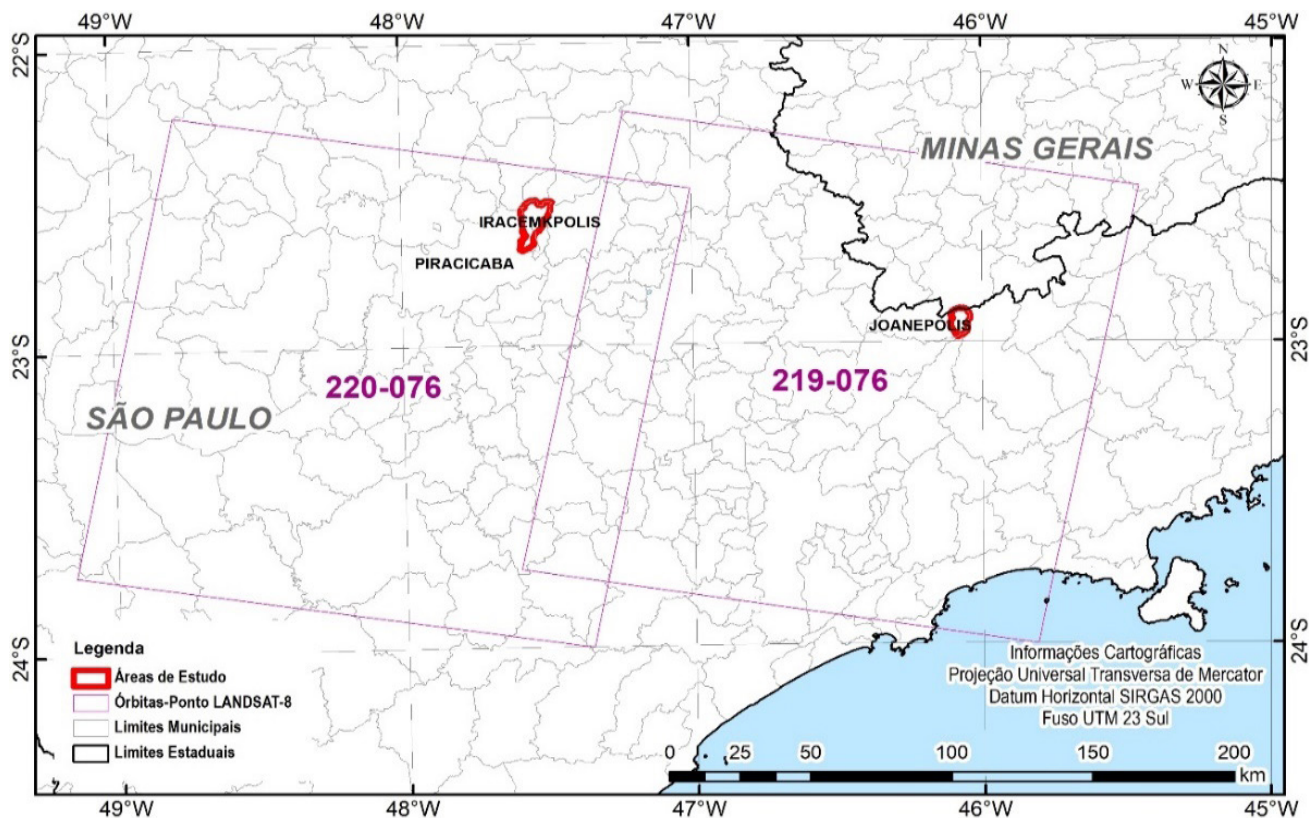 49°W 48°W 47°W 46°W 45°W
22°S
N
W E
S
MINAS GERAIS
IRACEMKPOLIS
PIRACICABA
JOANEPOLIS
23°S 23°S
220-076 219-076
SÃO PAULO
24°S 24°S
Legenda
Áreas de Estudo
Órbitas-Ponto LANDSAT-8
Limites Municipais
Limites Estaduais
Informações Cartográficas
Projeção Universal Transversa de Mercator
Datum Horizontal SIRGAS 2000
Fuso UTM 23 Sul
0 25 50 100 150 200
km
49°W 48°W 47°W 46°W 45°W